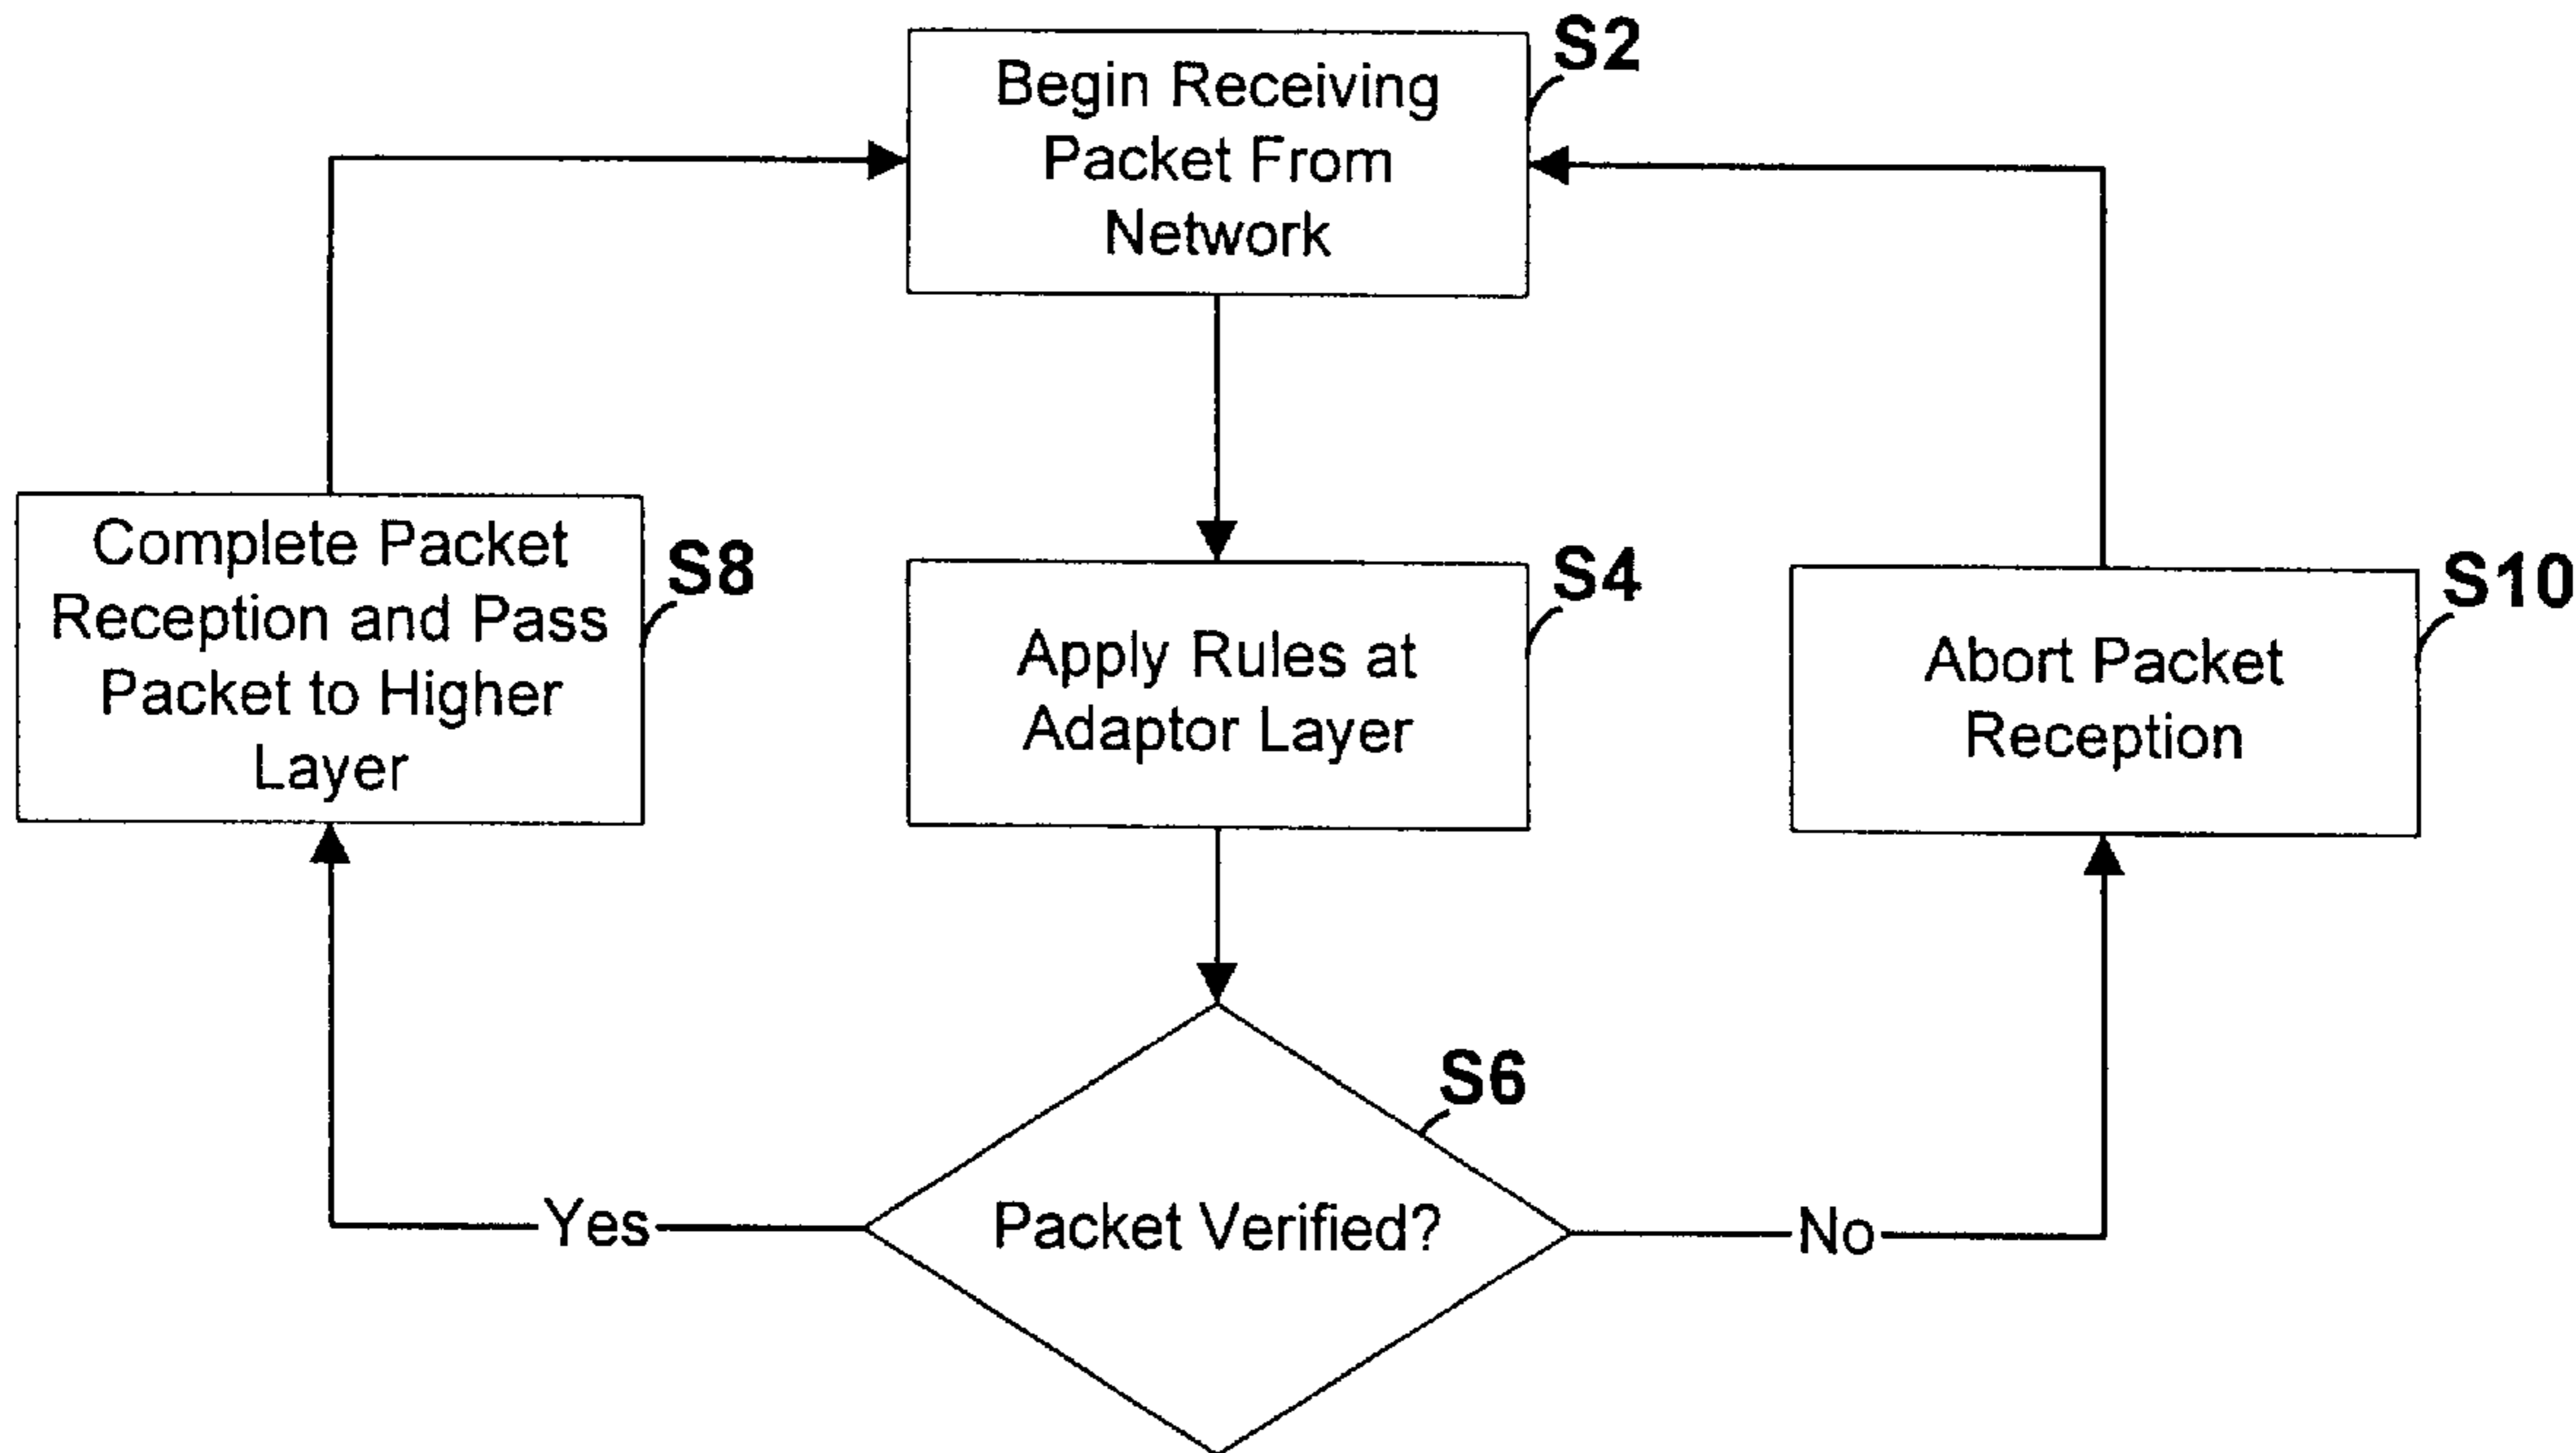 S2
Begin Receiving
Packet From
Network
Complete Packet
Reception and Pass
Packet to Higher
Layer
S8
Apply Rules at
Adaptor Layer
S4
Abort Packet
Reception
S10
S6
Packet Verified?
Yes
No